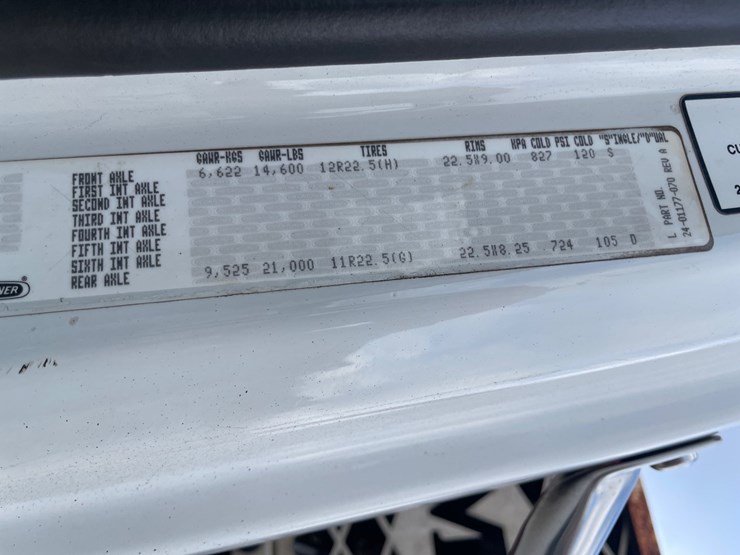 GAWR-KGS GAWR-LBS TIRES RIMS KPA COLD PSI COLD "S"INGLE/"D"UAL
FRONT AXLE 6,622 14,600 12R22.5(H) 22.5X9.00 827 120 S
FIRST INT AXLE
SECOND INT AXLE
THIRD INT AXLE
FOURTH INT AXLE
FIFTH INT AXLE
SIXTH INT AXLE
REAR AXLE 9,525 21,000 11R22.5(G) 22.5X8.25 724 105 D
L PART NO.
24-01177-070 REV A
NER
CU
2